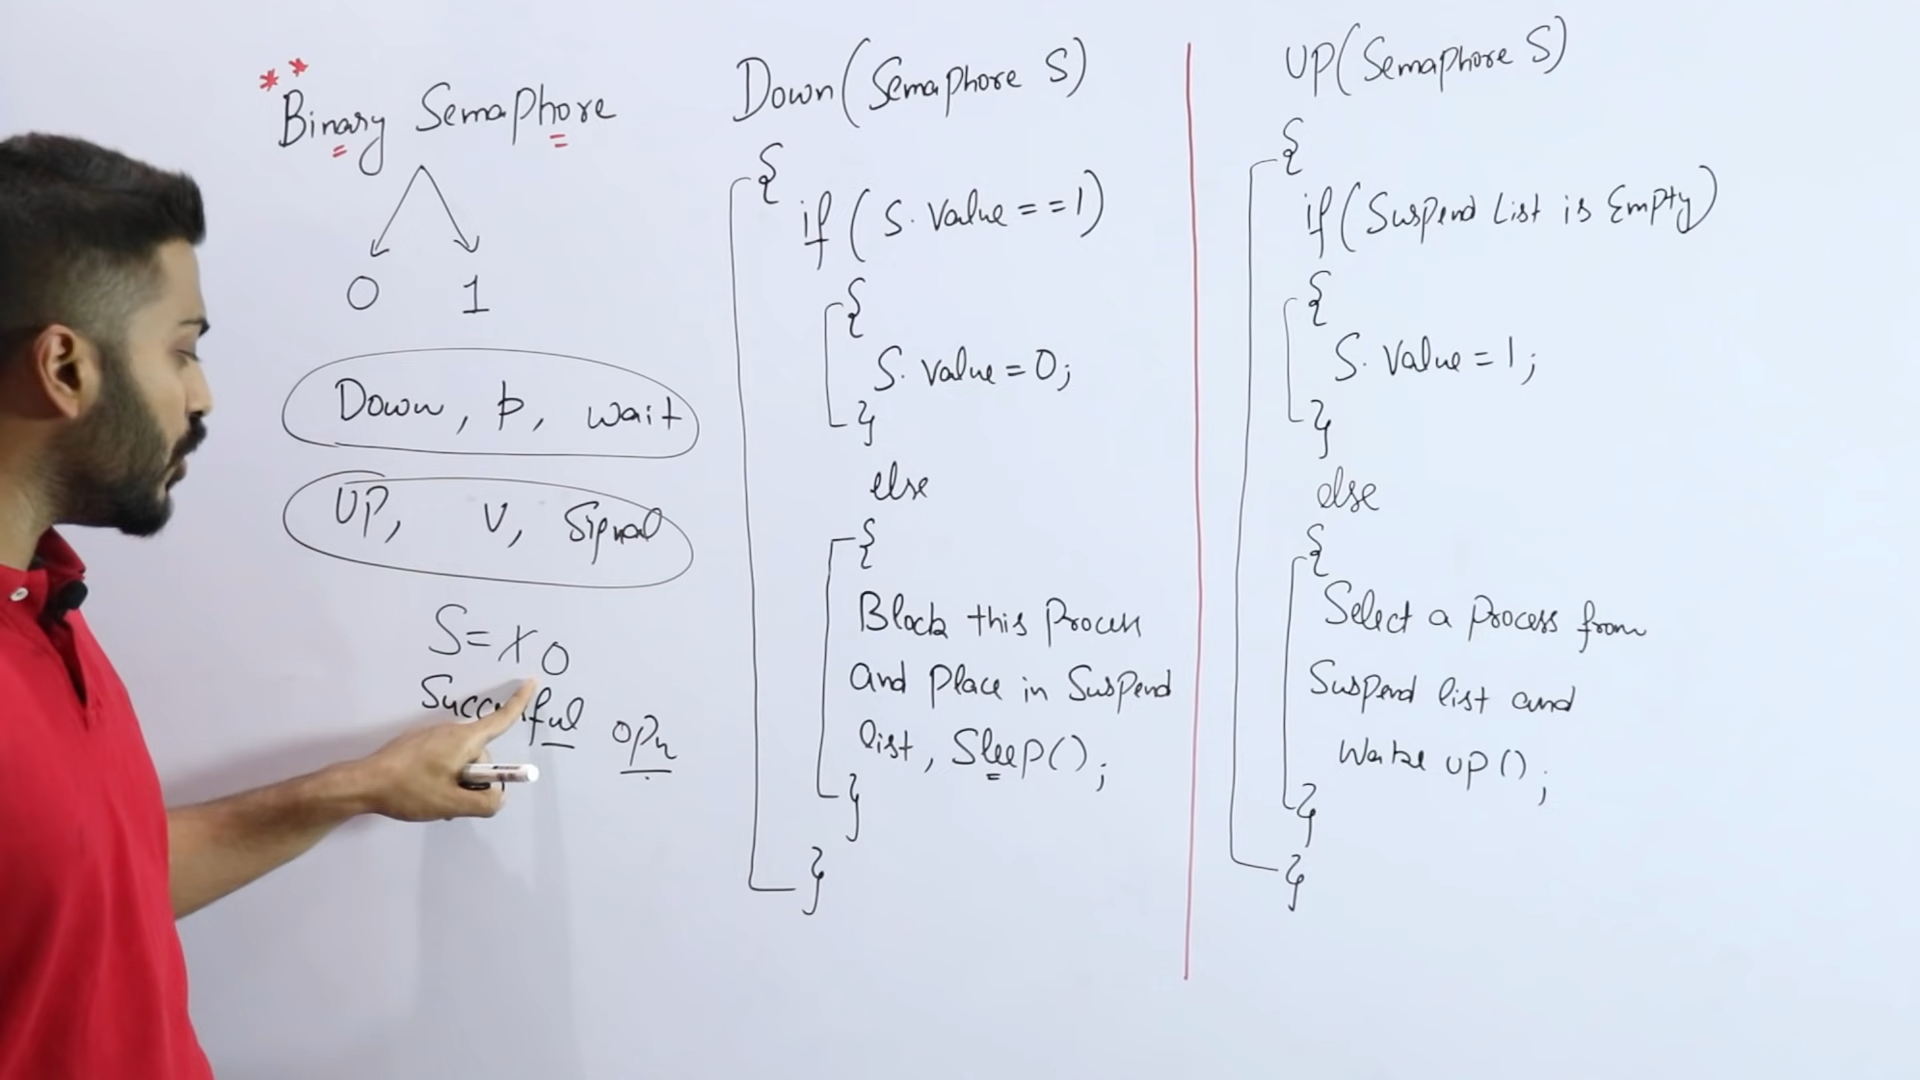 **
Binary Semaphore
0 1
Down, p, wait
UP, V, Signal
S= 1 0
Successful opn
Down(Semaphore S)
{
if (S. Value = = 1)
{
S. Value = 0;
}
else
{
Block this Process
and Place in Suspend
list, Sleep();
}
}
UP(Semaphore S)
{
if (Suspend List is Empty)
{
S. Value = 1;
}
else
{
Select a Process from
Suspend list and
Wake up();
}
}